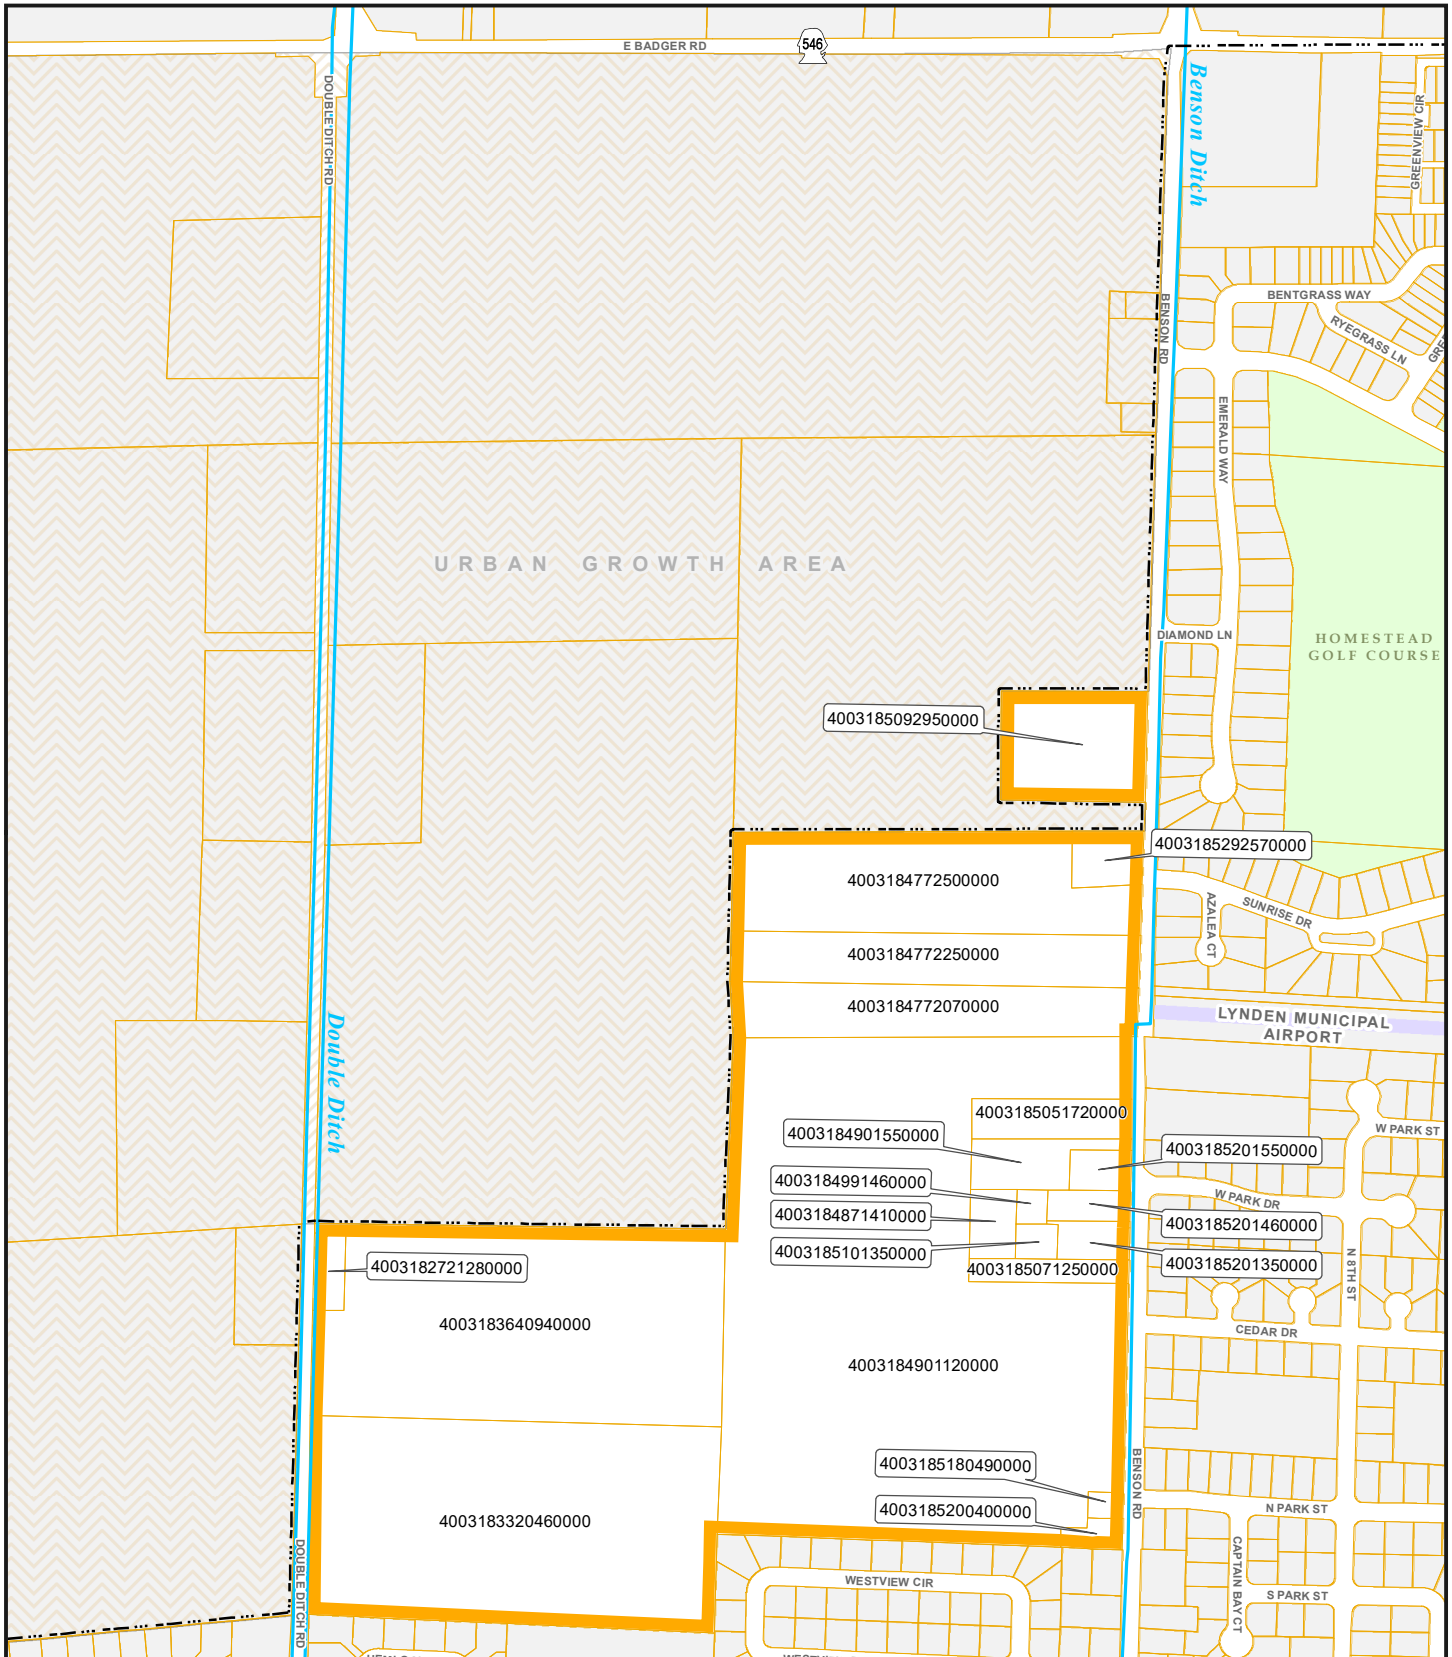 E BADGER RD
546
DOUBLE DITCH RD
Benson Ditch
GREENVIEW CIR
BENSON RD
BENTGRASS WAY
RYEGRASS LN
EMERALD WAY
URBAN GROWTH AREA
DIAMOND LN
HOMESTEAD
GOLF COURSE
4003185092950000
4003185292570000
4003184772500000
AZALEA CT
SUNRISE DR
4003184772250000
4003184772070000
LYNDEN MUNICIPAL
AIRPORT
Double Ditch
4003185051720000
4003184901550000
W PARK ST
4003185201550000
4003184991460000
W PARK DR
4003184871410000
4003185201460000
4003185101350000
4003185201350000
4003182721280000
4003185071250000
N 8TH ST
4003183640940000
CEDAR DR
4003184901120000
4003185180490000
BENSON RD
4003185200400000
N PARK ST
4003183320460000
DOUBLE DITCH RD
WESTVIEW CIR
CAPTAIN BAY CT
S PARK ST